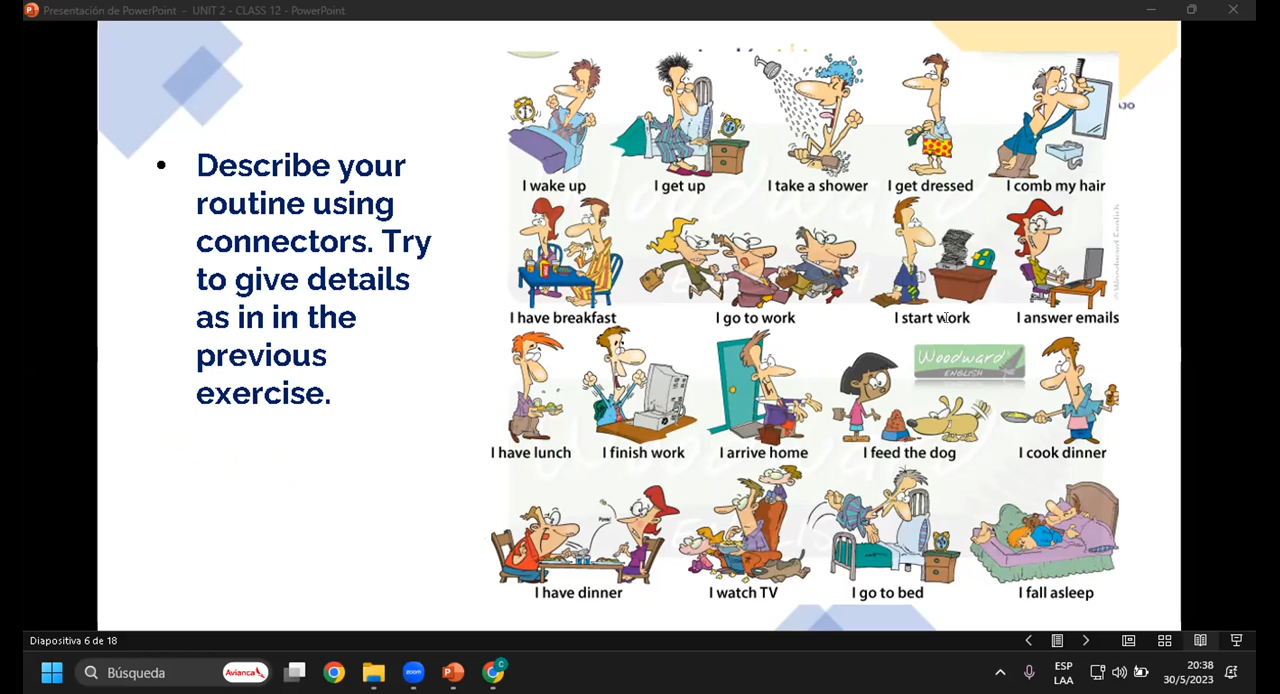 Presentación de PowerPoint - UNIT 2 - CLASS 12 - PowerPoint
• Describe your
routine using
connectors. Try
to give details
as in in the
previous
exercise.
I wake up
I get up
I take a shower
I get dressed
I comb my hair
I have breakfast
I go to work
I start work
I answer emails
© Woodward English
I have lunch
I finish work
I arrive home
I feed the dog
Woodward
ENGLISH
I cook dinner
I have dinner
I watch TV
I go to bed
I fall asleep
Diapositiva 6 de 18
Búsqueda
Avianca
zoom
ESP
LAA
20:38
30/5/2023